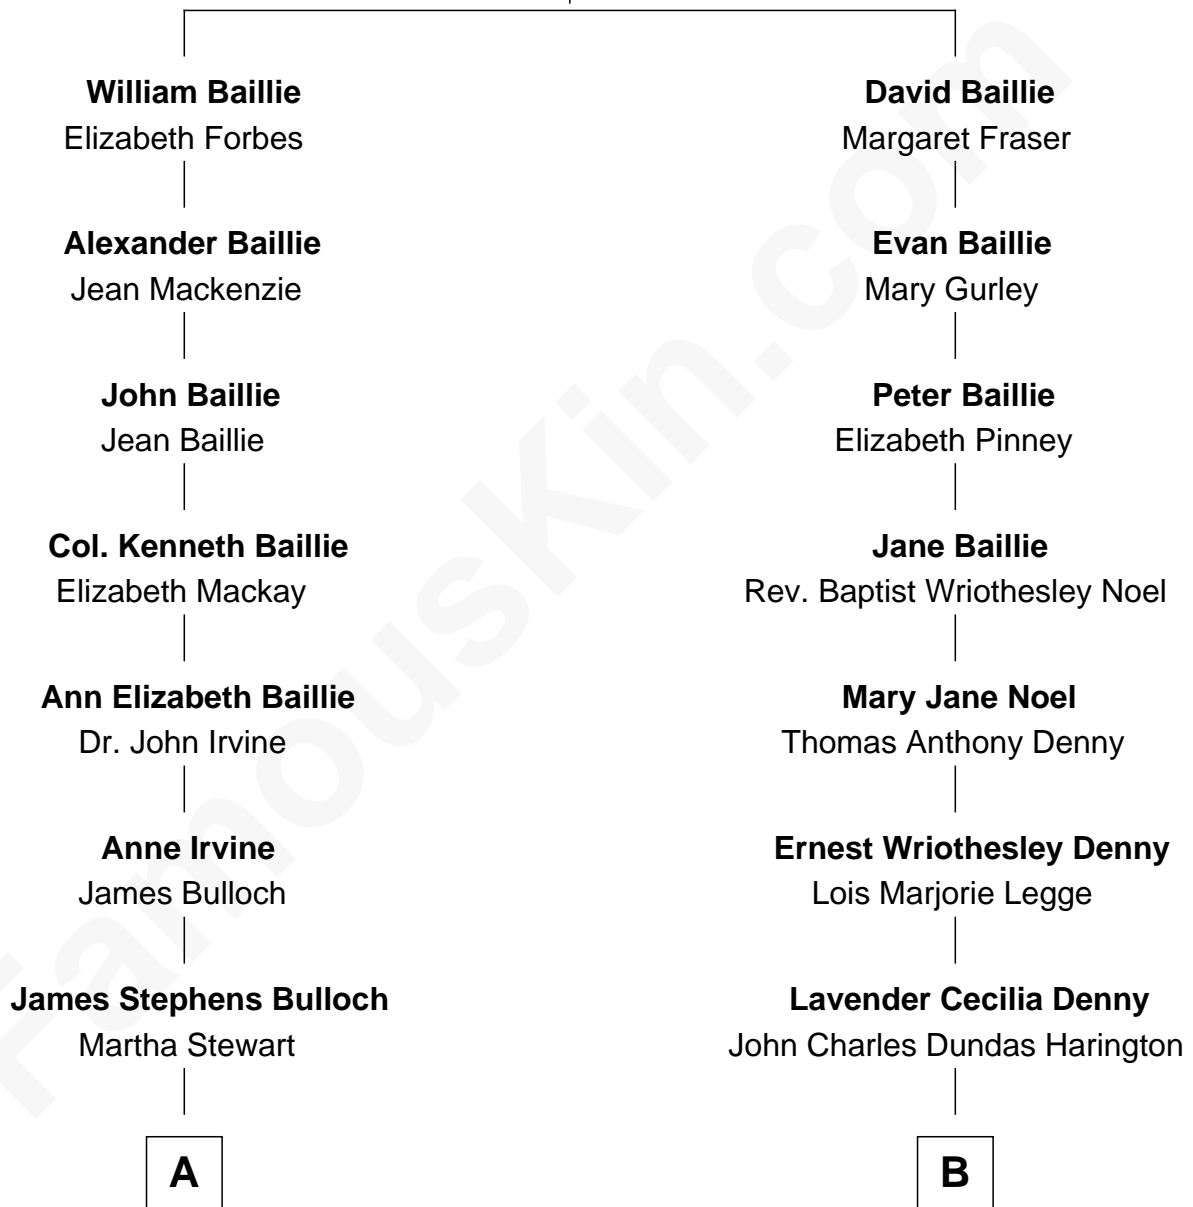 William Baillie
Elizabeth Forbes
Alexander Baillie
Jean Mackenzie
John Baillie
Jean Baillie
Col. Kenneth Baillie
Elizabeth Mackay
Ann Elizabeth Baillie
Dr. John Irvine
Anne Irvine
James Bulloch
James Stephens Bulloch
Martha Stewart
A
David Baillie
Margaret Fraser
Evan Baillie
Mary Gurley
Peter Baillie
Elizabeth Pinney
Jane Baillie
Rev. Baptist Wriothesley Noel
Mary Jane Noel
Thomas Anthony Denny
Ernest Wriothesley Denny
Lois Marjorie Legge
Lavender Cecilia Denny
John Charles Dundas Harington
B
FamousKin.com